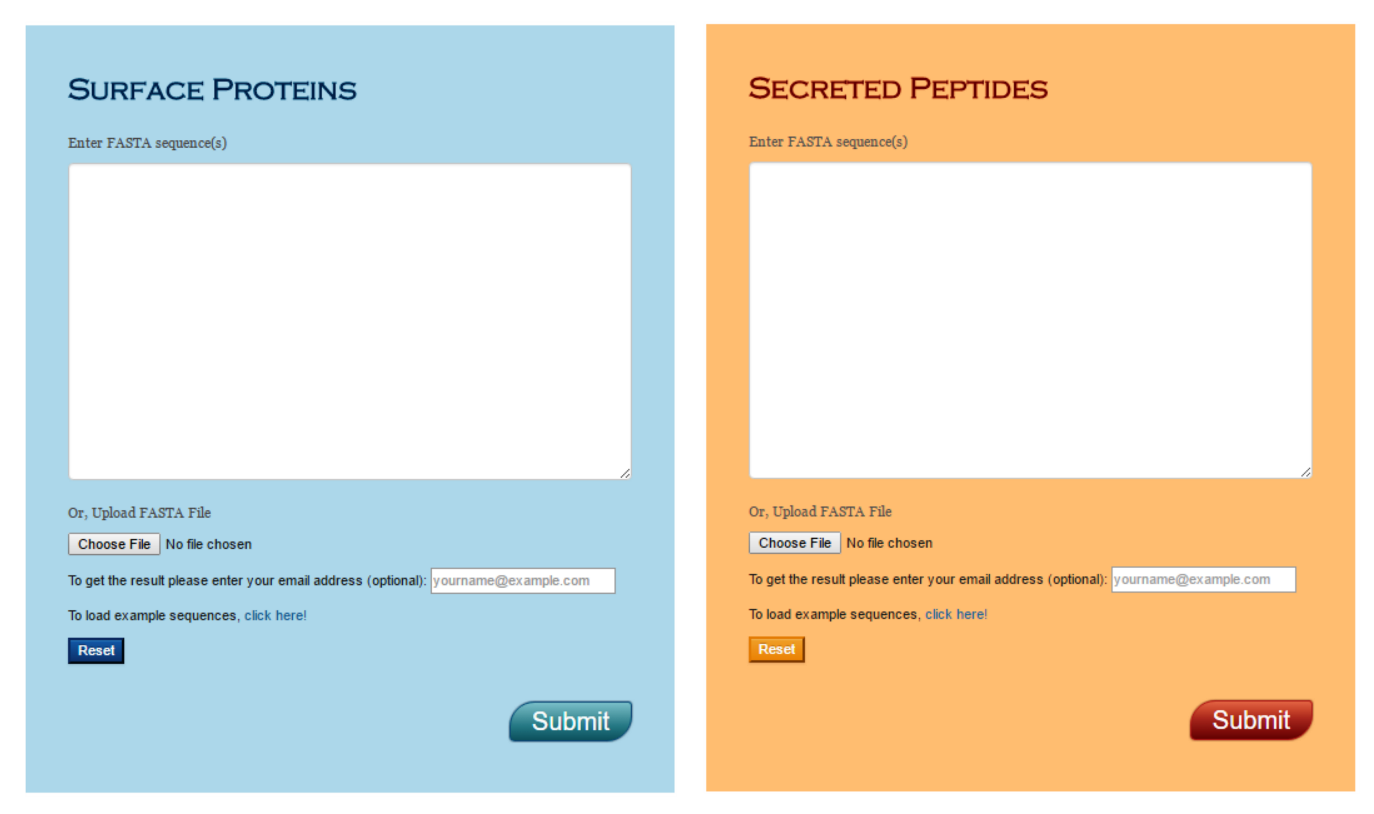 SURFACE PROTEINS
Enter FASTA sequence(s)
Or, Upload FASTA File
Choose File No file chosen
To get the result please enter your email address (optional): yourname@example.com
To load example sequences, click here!
Reset
Submit
SECRETED PEPTIDES
Enter FASTA sequence(s)
Or, Upload FASTA File
Choose File No file chosen
To get the result please enter your email address (optional): yourname@example.com
To load example sequences, click here!
Reset
Submit